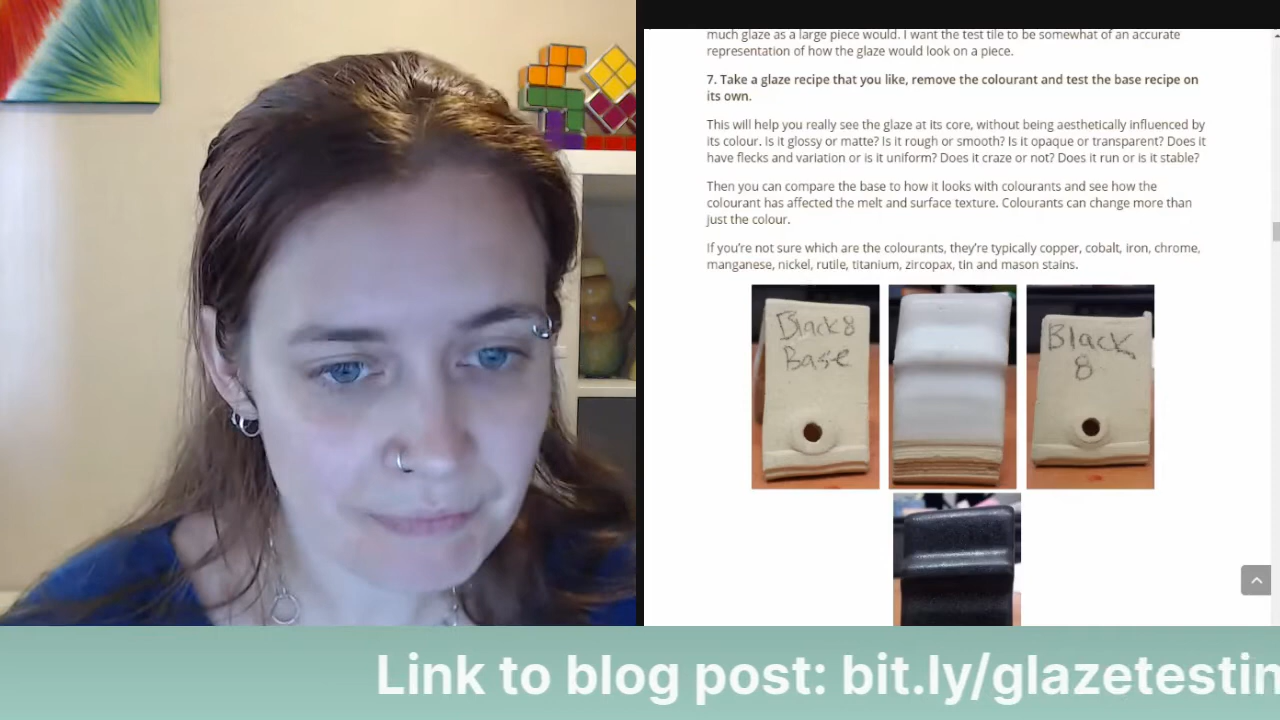 much glaze as a large piece would. I want the test tile to be somewhat of an accurate
representation of how the glaze would look on a piece.
7. Take a glaze recipe that you like, remove the colourant and test the base recipe on
its own.
This will help you really see the glaze at its core, without being aesthetically influenced by
its colour. Is it glossy or matte? Is it rough or smooth? Is it opaque or transparent? Does it
have flecks and variation or is it uniform? Does it craze or not? Does it run or is it stable?
Then you can compare the base to how it looks with colourants and see how the
colourant has affected the melt and surface texture. Colourants can change more than
just the colour.
If you're not sure which are the colourants, they're typically copper, cobalt, iron, chrome,
manganese, nickel, rutile, titanium, zircopax, tin and mason stains.
Black 8
Base
Black
8
Link to blog post: bit.ly/glazetestin